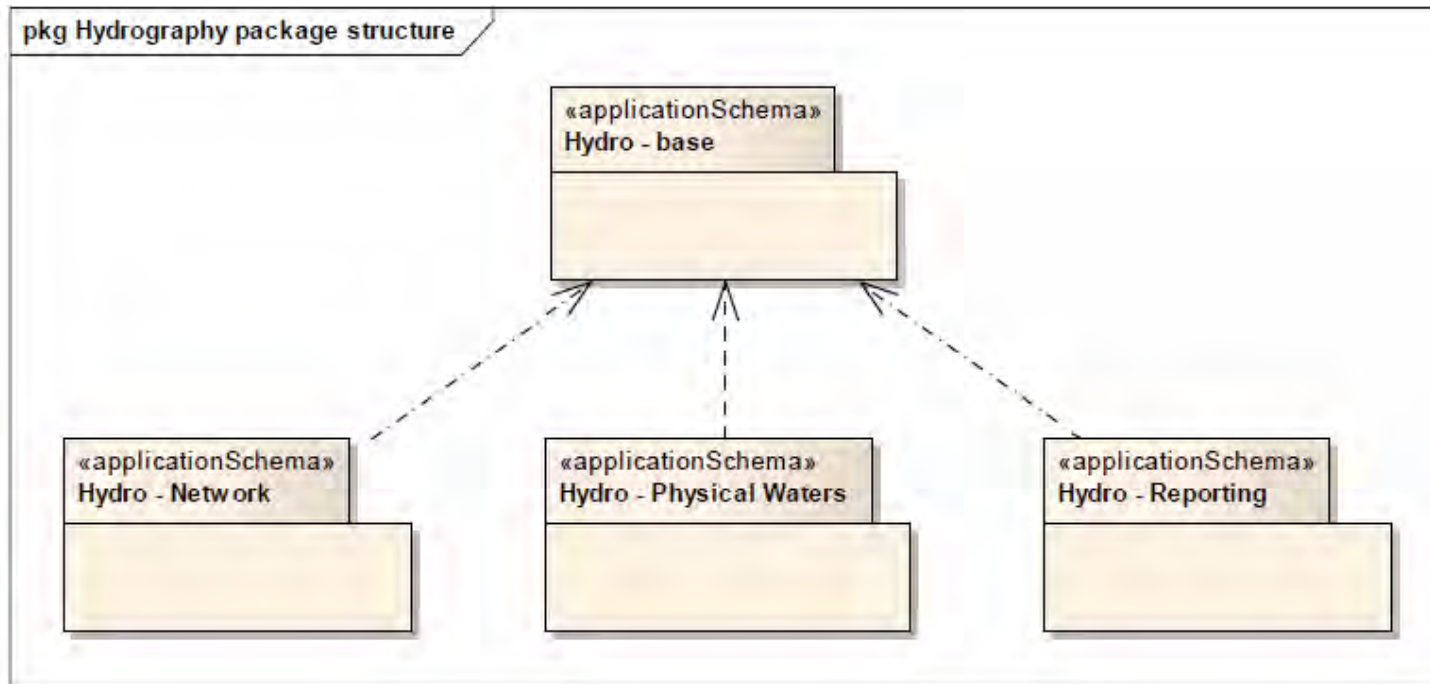 pkg Hydrography package structure
«applicationSchema»
Hydro - base
«applicationSchema»
Hydro - Network
«applicationSchema»
Hydro - Physical Waters
«applicationSchema»
Hydro - Reporting